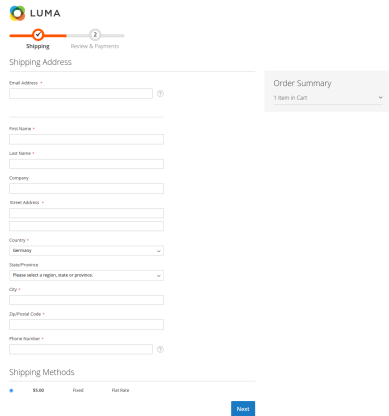 LUMA
2
Shipping
Review & Payments
Shipping Address
Order Summary
1 Item in Cart
Email Address *
?
First Name *
Last Name *
Company
Street Address *
Country *
Germany
State/Province
Please select a region, state or province.
City *
Zip/Postal Code *
Phone Number *
?
Shipping Methods
$5.00 Fixed Flat Rate
Next